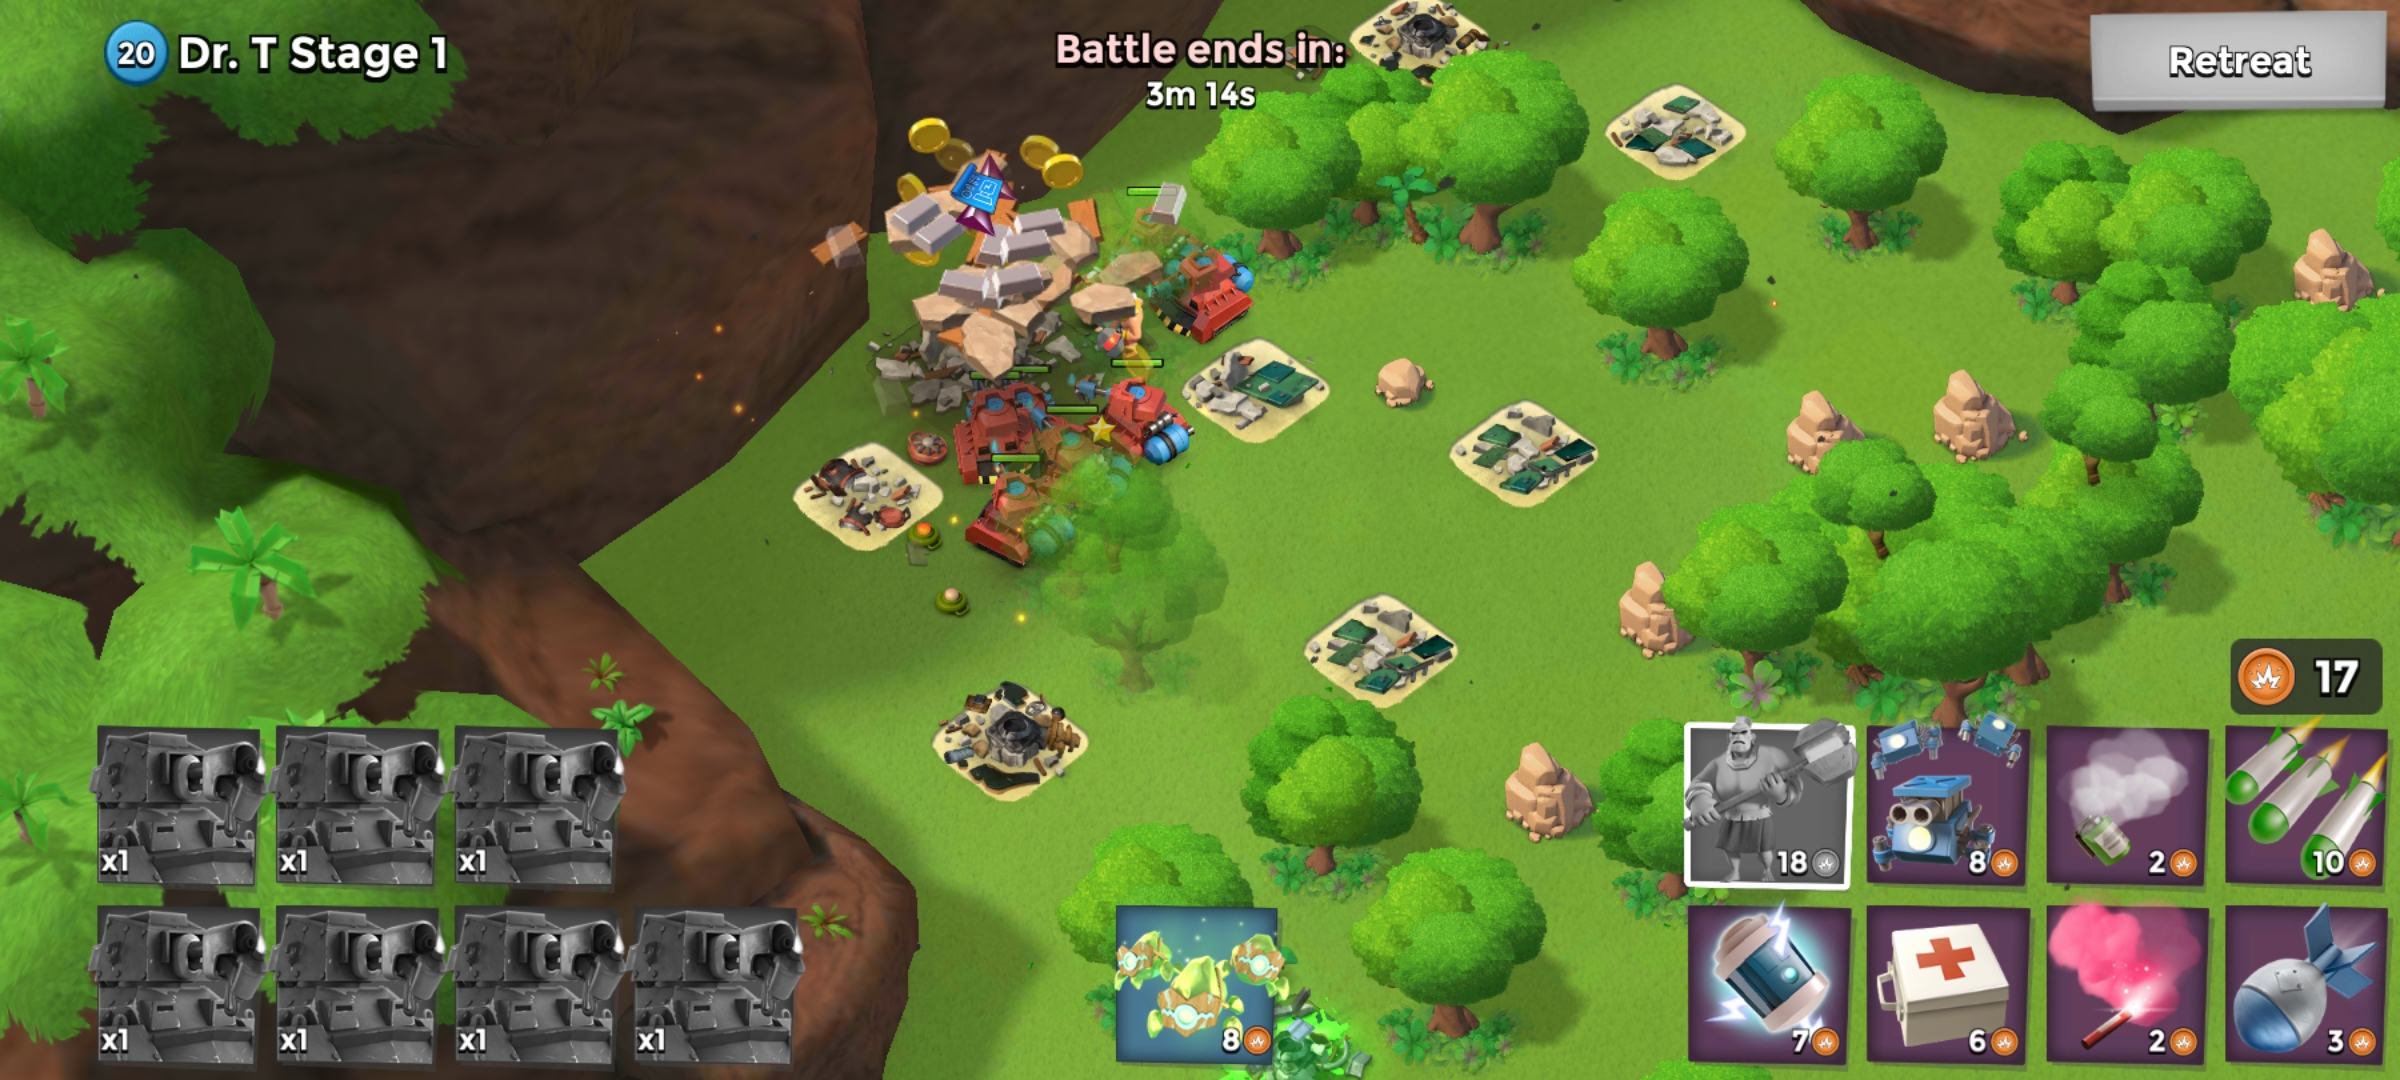 20 Dr. T Stage 1
Battle ends in:
3m 14s
Retreat
17
x1 x1 x1
18 8 2 10
x1 x1 x1 x1
8
7 6 2 3